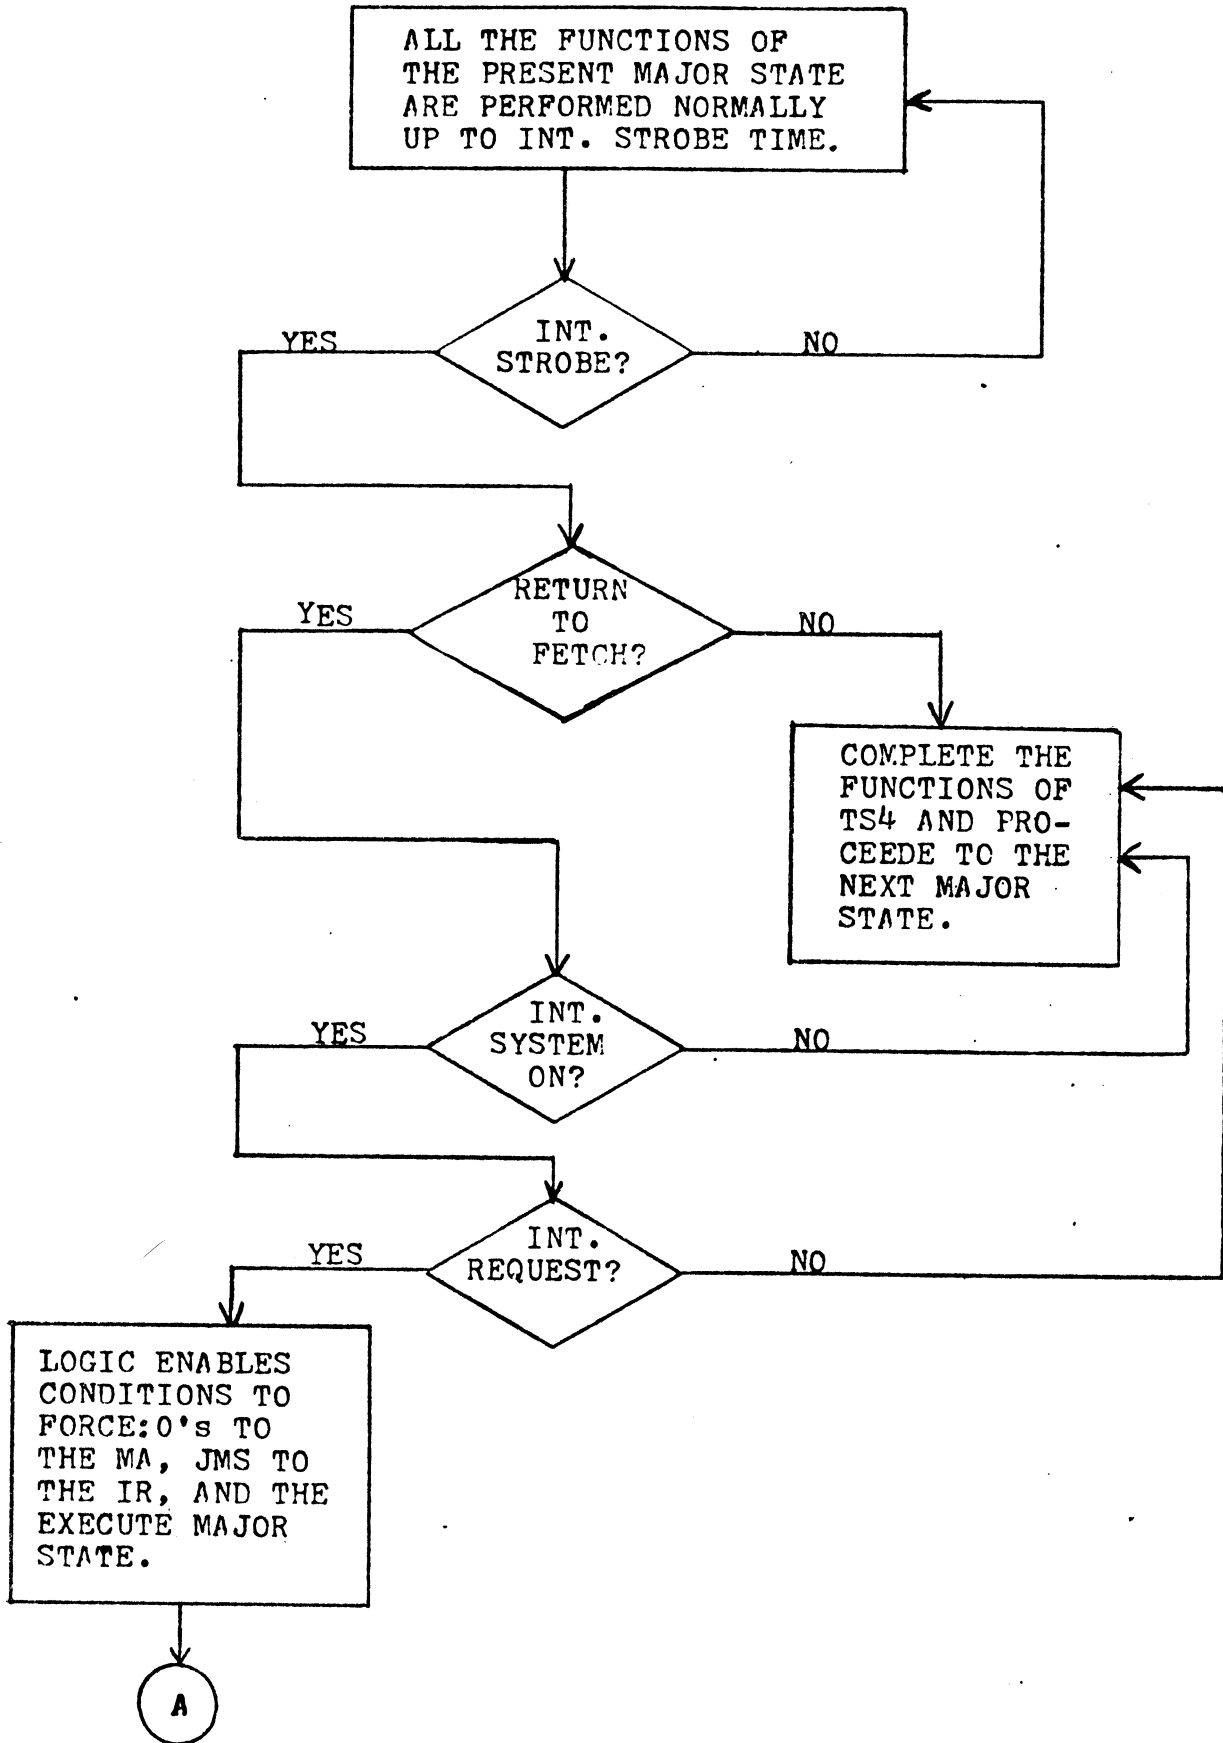 ALL THE FUNCTIONS OF
THE PRESENT MAJOR STATE
ARE PERFORMED NORMALLY
UP TO INT. STROBE TIME.
YES
INT.
STROBE?
NO
YES
RETURN
TO
FETCH?
NO
COMPLETE THE
FUNCTIONS OF
TS4 AND PRO-
CEEDE TO THE
NEXT MAJOR
STATE.
YES
INT.
SYSTEM
ON?
NO
YES
INT.
REQUEST?
NO
LOGIC ENABLES
CONDITIONS TO
FORCE:0's TO
THE MA, JMS TO
THE IR, AND THE
EXECUTE MAJOR
STATE.
A